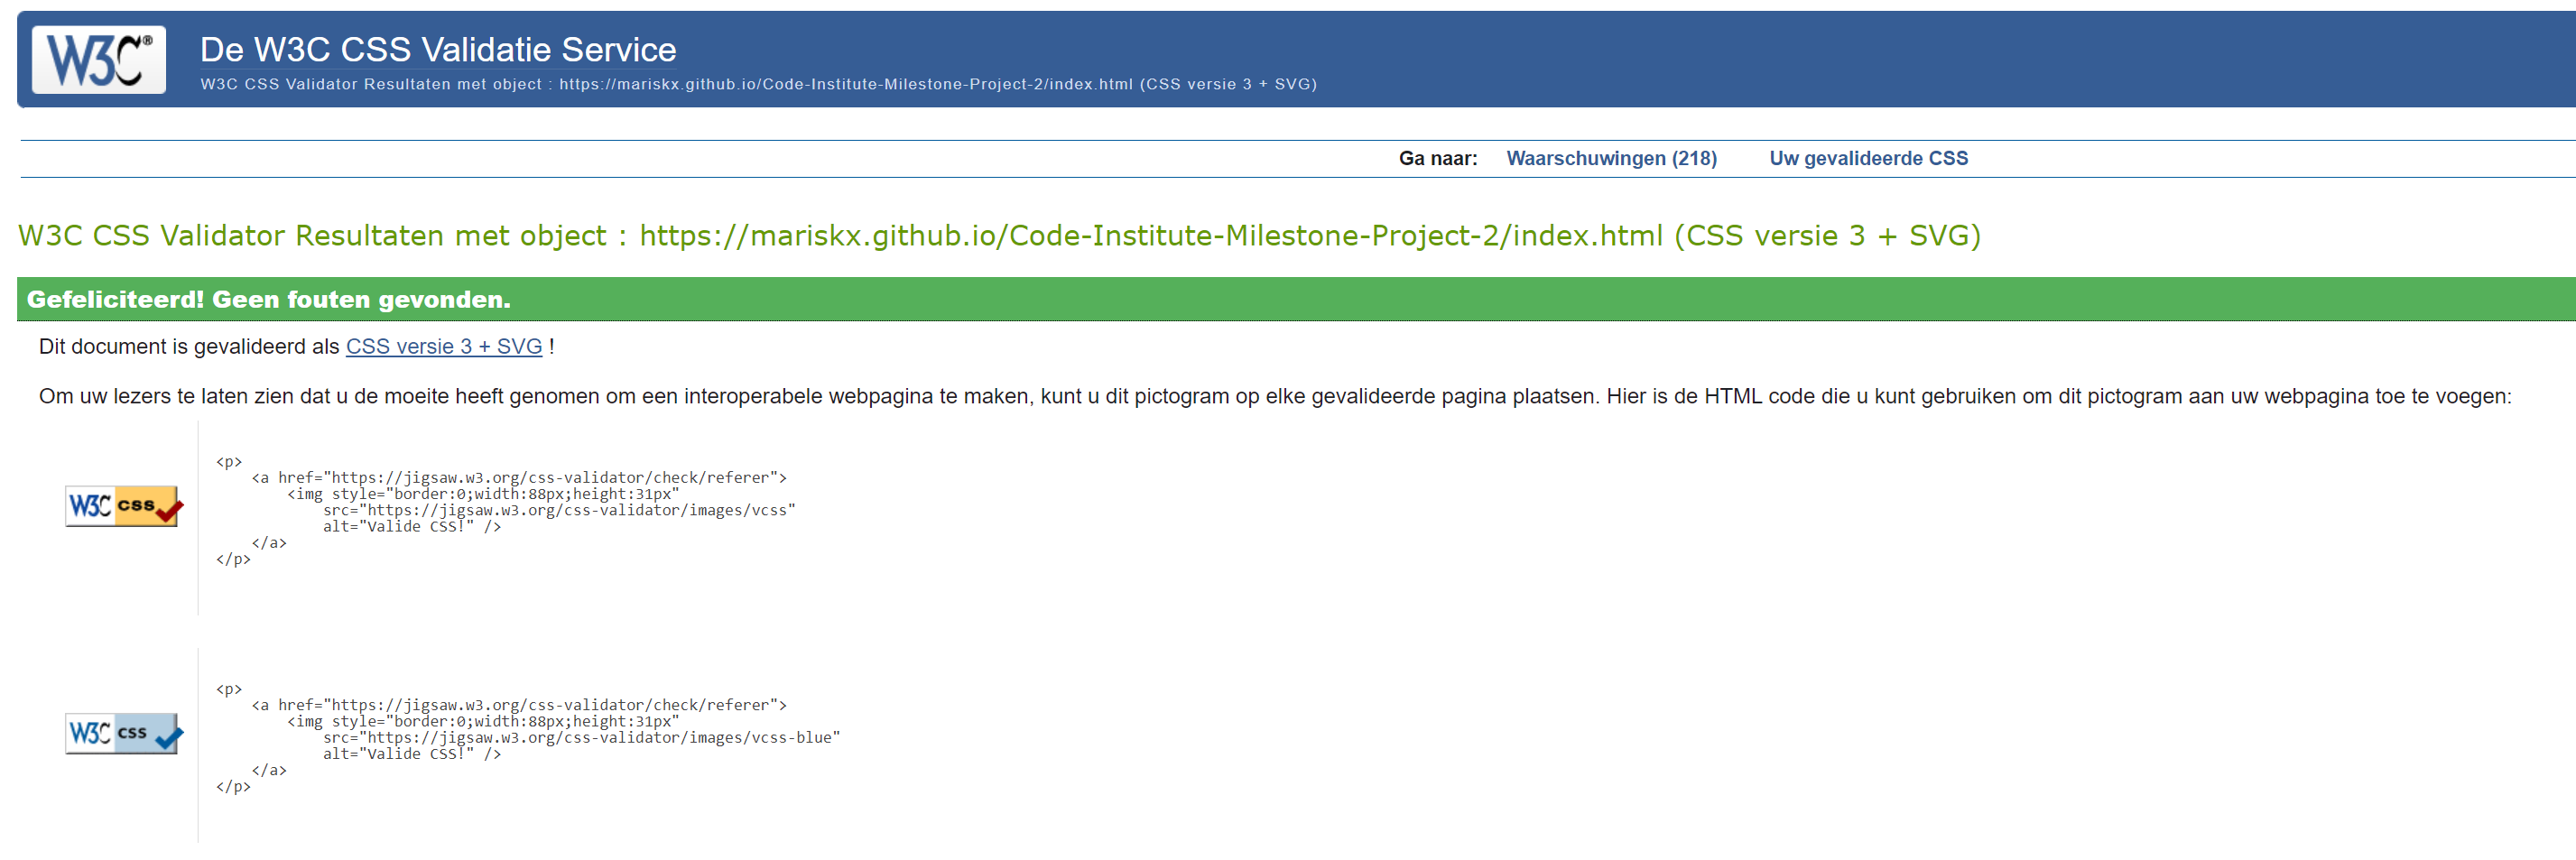 W3C®
De W3C CSS Validatie Service
W3C CSS Validator Resultaten met object : https://mariskx.github.io/Code-Institute-Milestone-Project-2/index.html (CSS versie 3 + SVG)
Ga naar: Waarschuwingen (218) Uw gevalideerde CSS
W3C CSS Validator Resultaten met object : https://mariskx.github.io/Code-Institute-Milestone-Project-2/index.html (CSS versie 3 + SVG)
Gefeliciteerd! Geen fouten gevonden.
Dit document is gevalideerd als CSS versie 3 + SVG !
Om uw lezers te laten zien dat u de moeite heeft genomen om een interoperabele webpagina te maken, kunt u dit pictogram op elke gevalideerde pagina plaatsen. Hier is de HTML code die u kunt gebruiken om dit pictogram aan uw webpagina toe te voegen:
W3C css
<p>
    <a href="https://jigsaw.w3.org/css-validator/check/referer">
        <img style="border:0;width:88px;height:31px"
            src="https://jigsaw.w3.org/css-validator/images/vcss"
            alt="Valide CSS!" />
    </a>
</p>
W3C css
<p>
    <a href="https://jigsaw.w3.org/css-validator/check/referer">
        <img style="border:0;width:88px;height:31px"
            src="https://jigsaw.w3.org/css-validator/images/vcss-blue"
            alt="Valide CSS!" />
    </a>
</p>